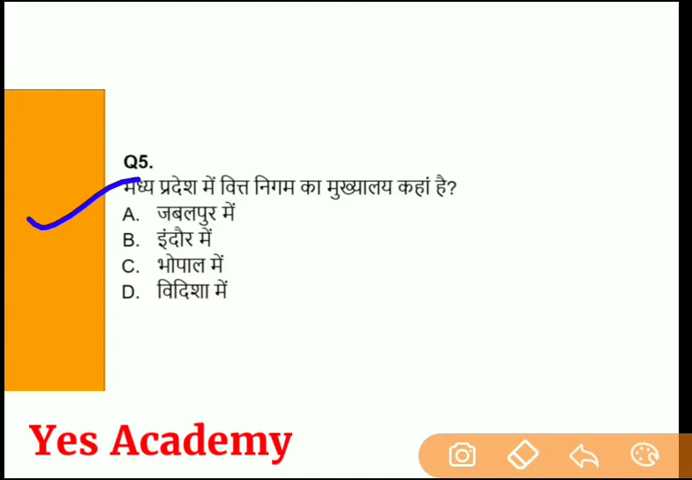 Q5.
मध्य प्रदेश में वित्त निगम का मुख्यालय कहां है?
A. जबलपुर में
B. इंदौर में
C. भोपाल में
D. विदिशा में
Yes Academy